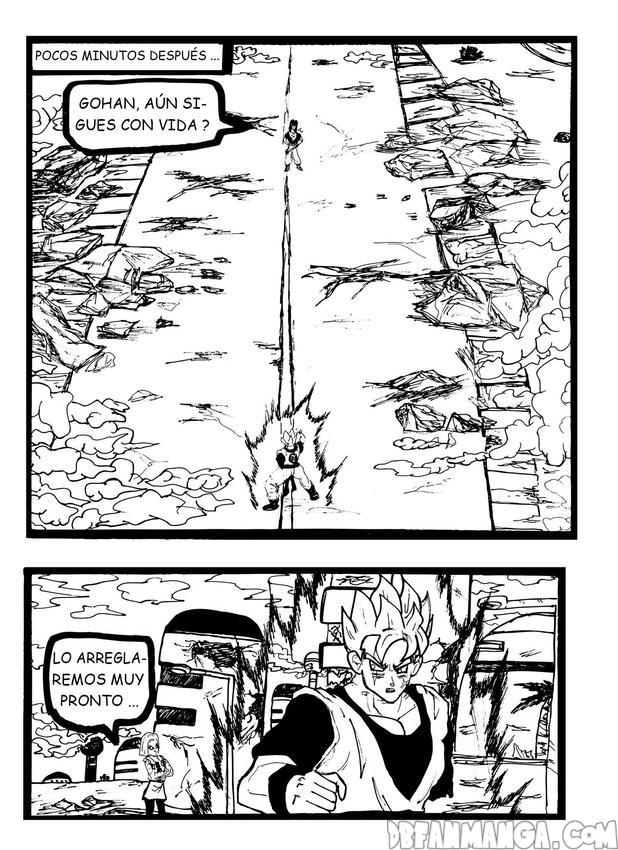 POCOS MINUTOS DESPUÉS ...
GOHAN, AÚN SI-
GUES CON VIDA ?
LO ARREGLA-
REMOS MUY
PRONTO ...
DBFANMANGA.COM